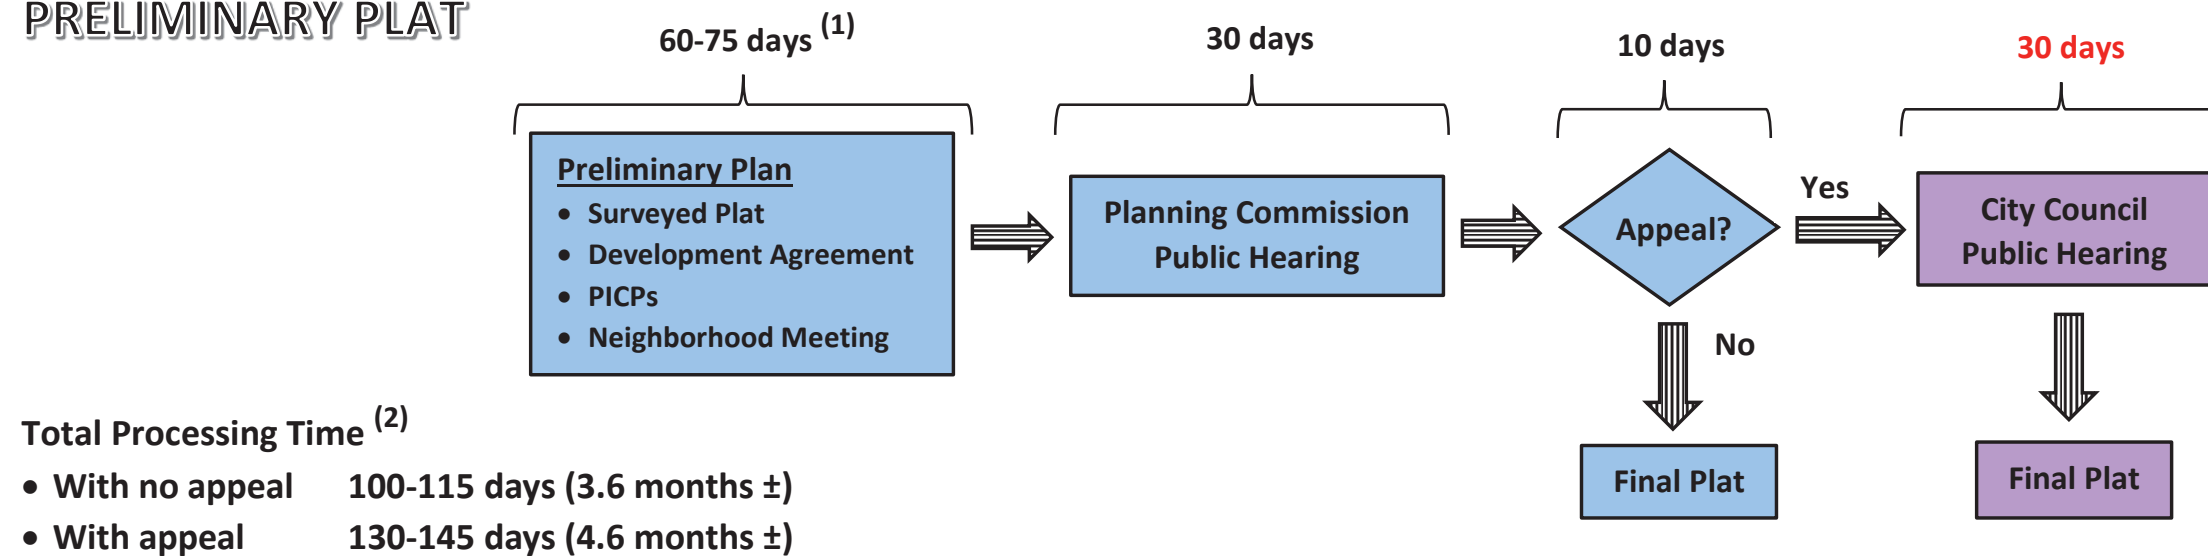 PRELIMINARY PLAT
60-75 days (1)
30 days
10 days
30 days
Preliminary Plan
• Surveyed Plat
• Development Agreement
• PICPs
• Neighborhood Meeting
Planning Commission
Public Hearing
Appeal?
Yes
City Council
Public Hearing
No
Final Plat
Final Plat
Total Processing Time (2)
• With no appeal 100-115 days (3.6 months ±)
• With appeal 130-145 days (4.6 months ±)